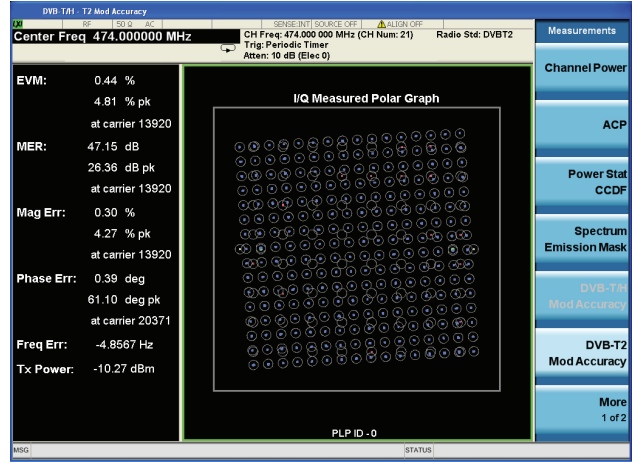 DVB-T/H - T2 Mod Accuracy
LXI RF 50 Ω AC SENSE:INT SOURCE OFF ALIGN OFF
Center Freq 474.000000 MHz
CH Freq: 474.000 000 MHz (CH Num: 21) Radio Std: DVBT2
Trig: Periodic Timer
Atten: 10 dB (Elec 0)
EVM: 0.44 %
4.81 % pk
at carrier 13920
MER: 47.15 dB
26.36 dB pk
at carrier 13920
Mag Err: 0.30 %
4.27 % pk
at carrier 13920
Phase Err: 0.39 deg
61.10 deg pk
at carrier 20371
Freq Err: -4.8567 Hz
Tx Power: -10.27 dBm
I/Q Measured Polar Graph
PLP ID - 0
Measurements
Channel Power
ACP
Power Stat
CCDF
Spectrum
Emission Mask
DVB-T/H
Mod Accuracy
DVB-T2
Mod Accuracy
More
1 of 2
MSG STATUS